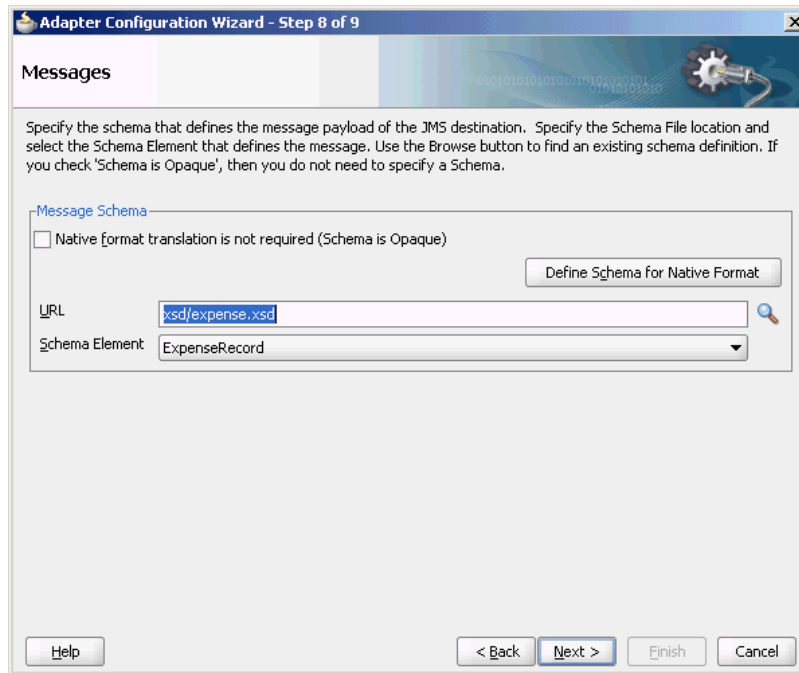 Adapter Configuration Wizard - Step 8 of 9
Messages
Specify the schema that defines the message payload of the JMS destination. Specify the Schema File location and
select the Schema Element that defines the message. Use the Browse button to find an existing schema definition. If
you check 'Schema is Opaque', then you do not need to specify a Schema.
Message Schema
Native format translation is not required (Schema is Opaque)
Define Schema for Native Format
URL
xsd/expense.xsd
Schema Element
ExpenseRecord
Help
< Back
Next >
Finish
Cancel